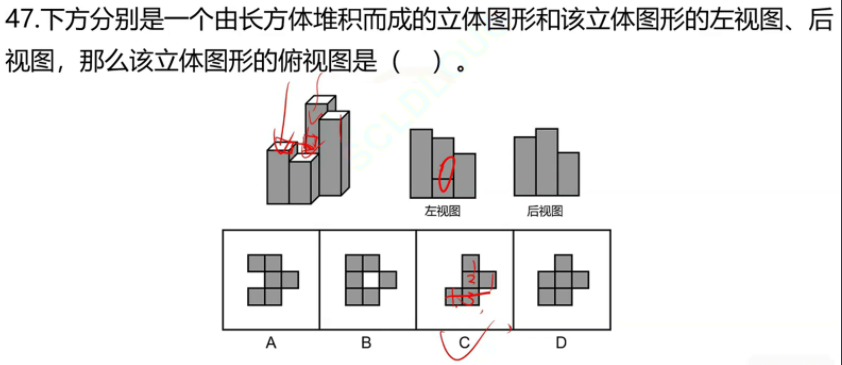 47.下方分别是一个由长方体堆积而成的立体图形和该立体图形的左视图、后
视图，那么该立体图形的俯视图是（ ）。
左视图 后视图
A B C D